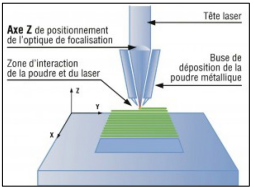 Tête laser
Axe Z de positionnement
de l'optique de focalisation
Zone d'interaction
de la poudre et du laser
Buse de
déposition de la
poudre métallique
Z
Y
X